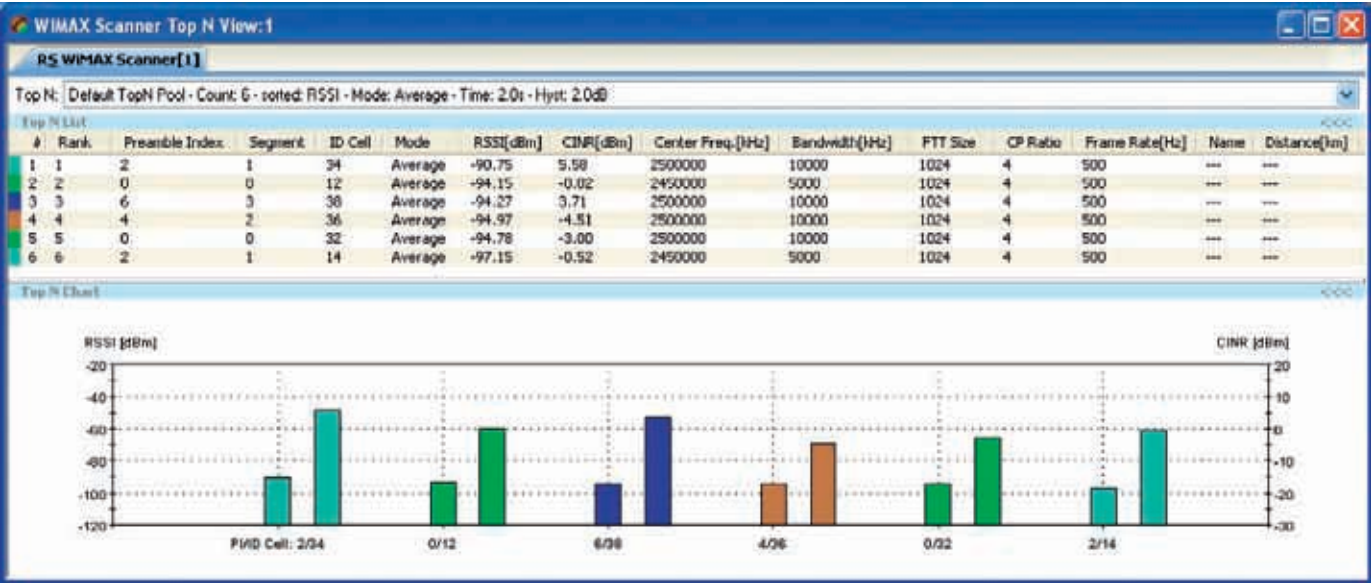 WIMAX Scanner Top N View:1
RS WiMAX Scanner[1]
Top N: Default TopN Pool - Count: 6 - sorted: RSSI - Mode: Average - Time: 2.0s - Hyst: 2.0dB
Top N List <<<
# Rank Preamble Index Segment ID Cell Mode RSSI[dBm] CINR[dBm] Center Freq.[kHz] Bandwidth[kHz] FTT Size CP Ratio Frame Rate[Hz] Name Distance[km]
1 1 2 1 34 Average -90.75 5.58 2500000 10000 1024 4 500 --- ---
2 2 0 0 12 Average -94.15 -0.02 2450000 5000 1024 4 500 --- ---
3 3 6 3 38 Average -94.27 3.71 2500000 10000 1024 4 500 --- ---
4 4 4 2 36 Average -94.97 -4.51 2500000 10000 1024 4 500 --- ---
5 5 0 0 32 Average -94.78 -3.00 2500000 10000 1024 4 500 --- ---
6 6 2 1 14 Average -97.15 -0.52 2450000 5000 1024 4 500 --- ---
Top N Chart <<<
RSSI [dBm] CINR [dBm]
-20 20
-40 10
-60 0
-80 -10
-100 -20
-120 -30
PI/ID Cell: 2/34 0/12 6/38 4/36 0/32 2/14